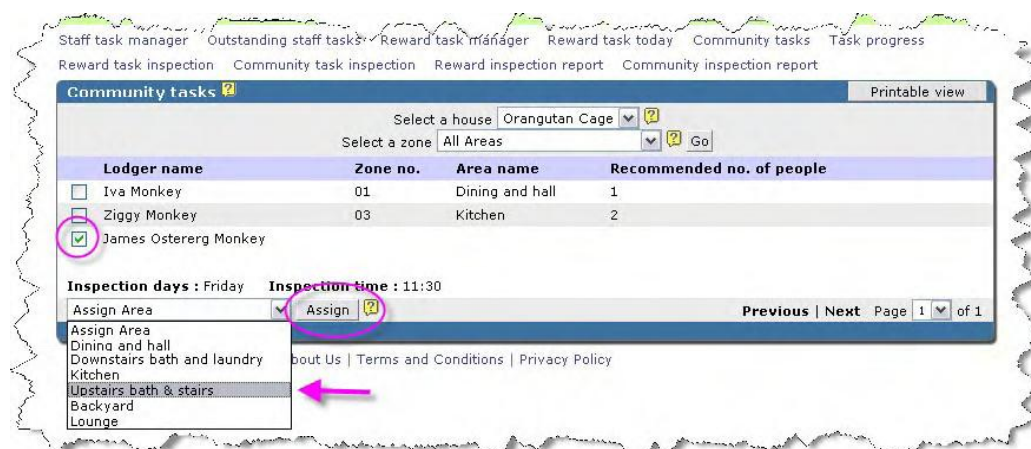 Staff task manager Outstanding staff tasks Reward task manager Reward task today Community tasks Task progress
Reward task inspection Community task inspection Reward inspection report Community inspection report
Community tasks ? Printable view
Select a house Orangutan Cage ?
Select a zone All Areas ? Go
Lodger name Zone no. Area name Recommended no. of people
Iva Monkey 01 Dining and hall 1
Ziggy Monkey 03 Kitchen 2
James Ostererg Monkey
Inspection days : Friday Inspection time : 11:30
Assign Area Assign ? Previous | Next Page 1 of 1
Assign Area
Dining and hall
Downstairs bath and laundry
Kitchen
Upstairs bath & stairs
Backyard
Lounge
bout Us | Terms and Conditions | Privacy Policy